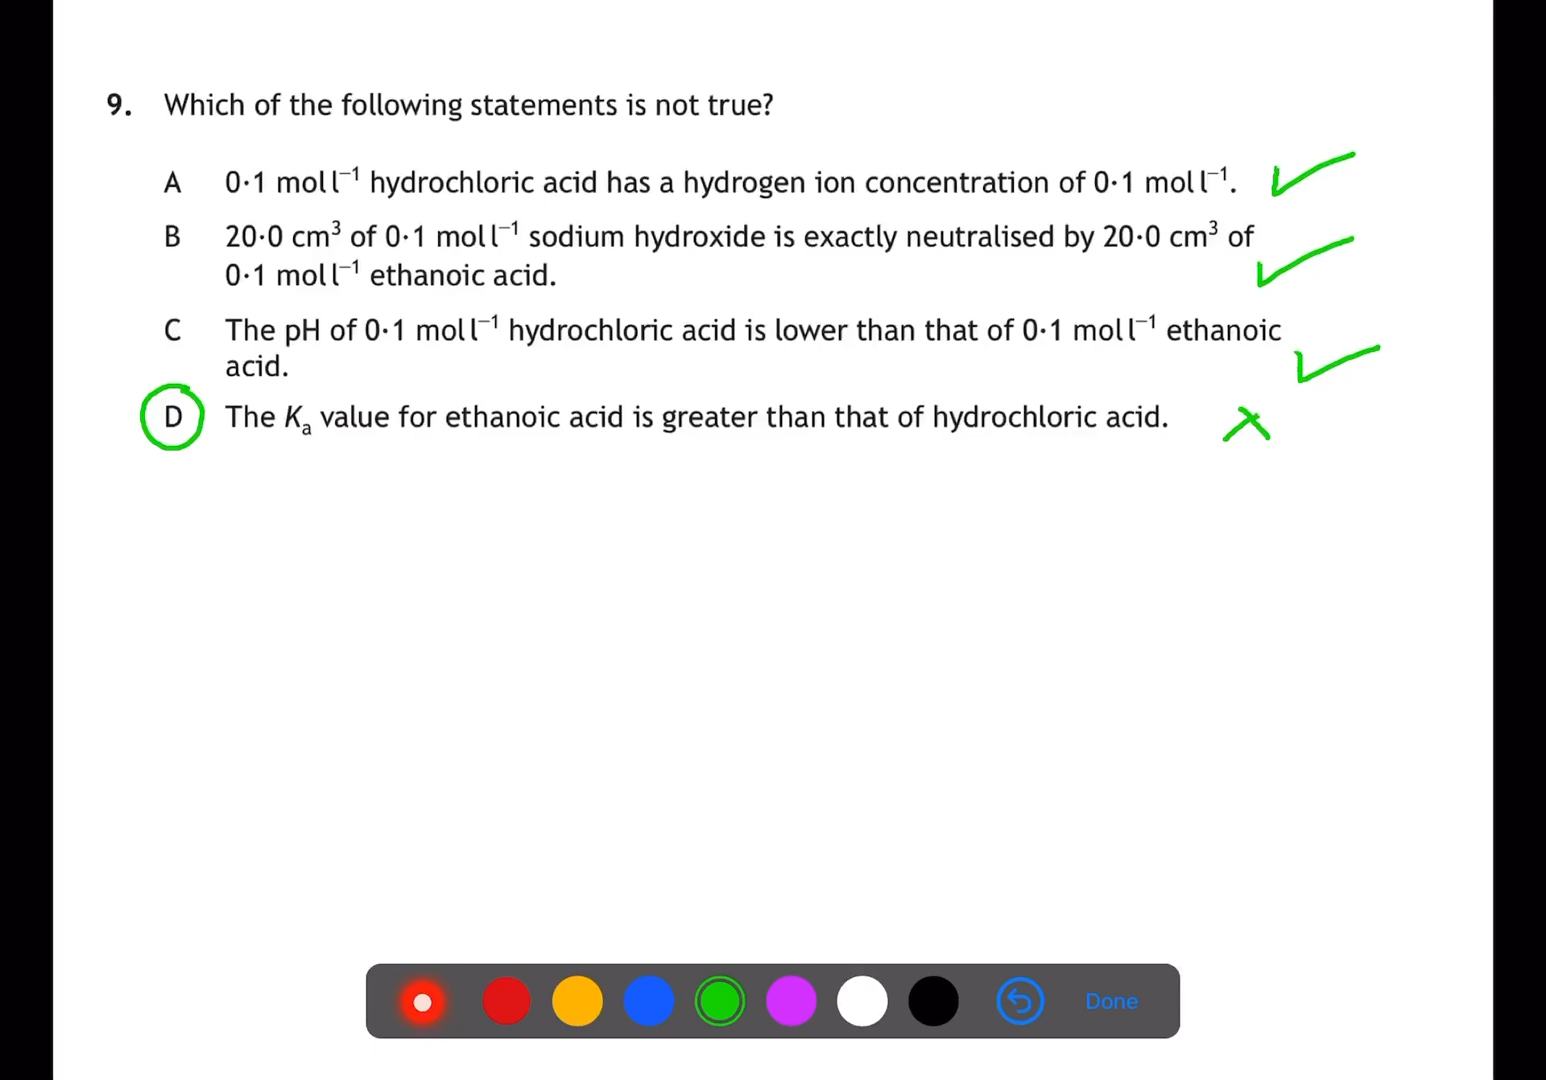 9. Which of the following statements is not true?
A 0·1 mol l⁻¹ hydrochloric acid has a hydrogen ion concentration of 0·1 mol l⁻¹.
B 20·0 cm³ of 0·1 mol l⁻¹ sodium hydroxide is exactly neutralised by 20·0 cm³ of
0·1 mol l⁻¹ ethanoic acid.
C The pH of 0·1 mol l⁻¹ hydrochloric acid is lower than that of 0·1 mol l⁻¹ ethanoic
acid.
D The Kₐ value for ethanoic acid is greater than that of hydrochloric acid.
Done